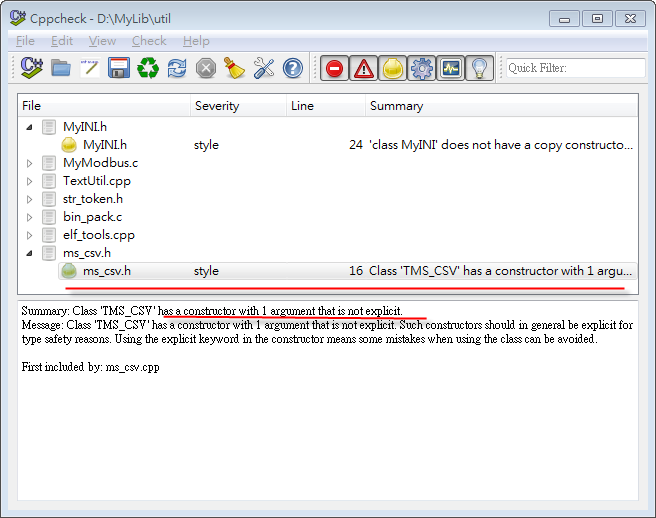 Cppcheck - D:\MyLib\util
File Edit View Check Help
Quick Filter:
File Severity Line Summary
MyINI.h
MyINI.h style 24 'class MyINI' does not have a copy constructo...
MyModbus.c
TextUtil.cpp
str_token.h
bin_pack.c
elf_tools.cpp
ms_csv.h
ms_csv.h style 16 Class 'TMS_CSV' has a constructor with 1 argu...
Summary: Class 'TMS_CSV' has a constructor with 1 argument that is not explicit.
Message: Class 'TMS_CSV' has a constructor with 1 argument that is not explicit. Such constructors should in general be explicit for
type safety reasons. Using the explicit keyword in the constructor means some mistakes when using the class can be avoided.
First included by: ms_csv.cpp